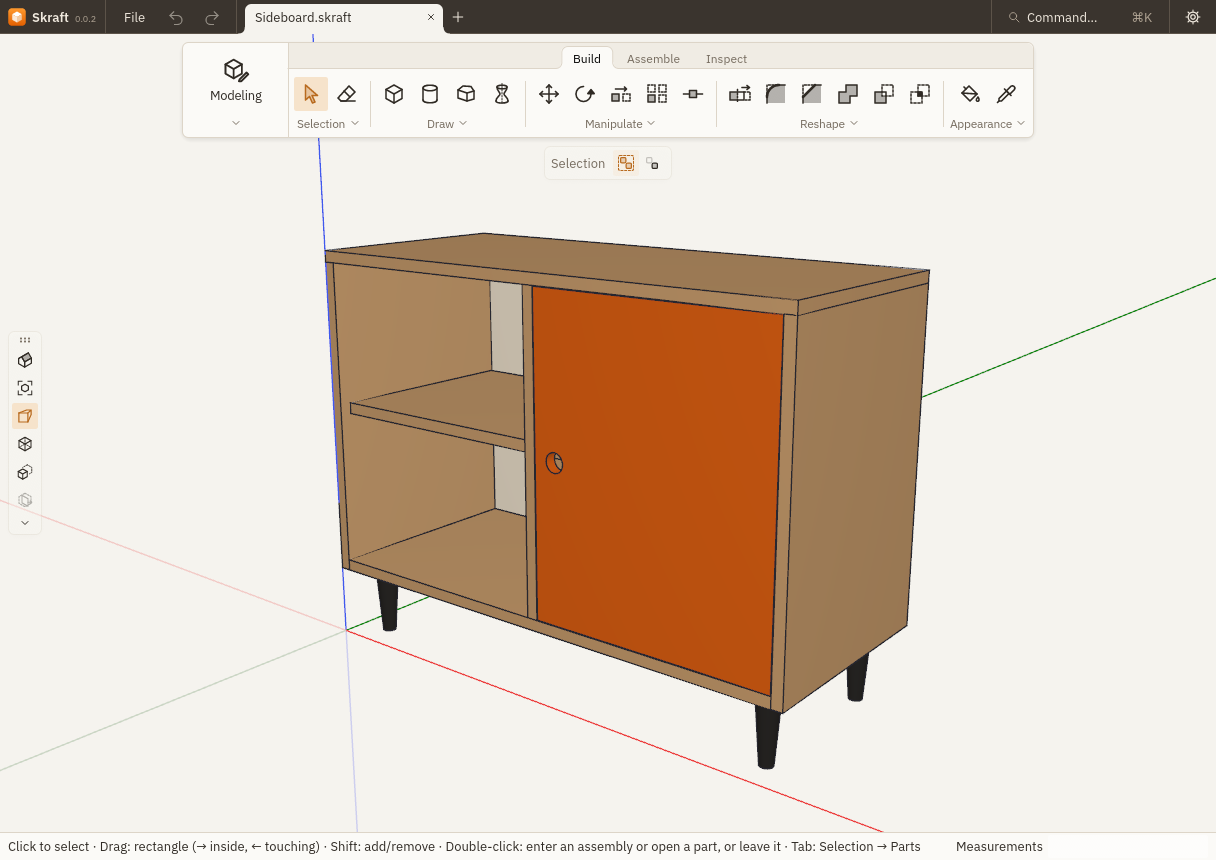 Skraft 0.0.2 File Sideboard.skraft × + Command... ⌘K
Build Assemble Inspect
Modeling
Selection Draw Manipulate Reshape Appearance
Selection
Click to select · Drag: rectangle (→ inside, ← touching) · Shift: add/remove · Double-click: enter an assembly or open a part, or leave it · Tab: Selection → Parts Measurements